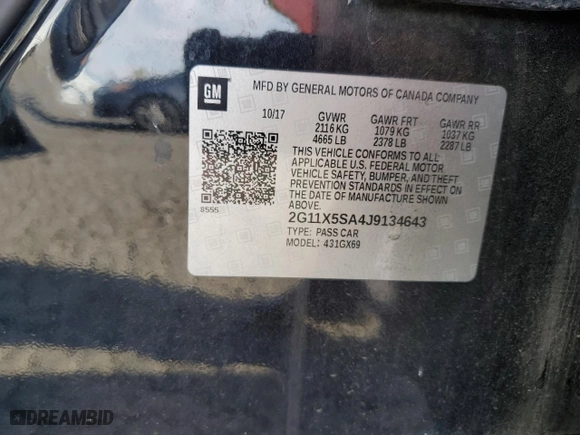 GM
MFD BY GENERAL MOTORS OF CANADA COMPANY
10/17 GVWR GAWR FRT GAWR RR
2116 KG 1079 KG 1037 KG
4665 LB 2378 LB 2287 LB
THIS VEHICLE CONFORMS TO ALL
APPLICABLE U.S. FEDERAL MOTOR
VEHICLE SAFETY, BUMPER, AND THEFT
PREVENTION STANDARDS IN EFFECT ON
THE DATE OF MANUFACTURE SHOWN
ABOVE.
8555
2G11X5SA4J9134643
TYPE: PASS CAR
MODEL: 431GX69
DREAMBID